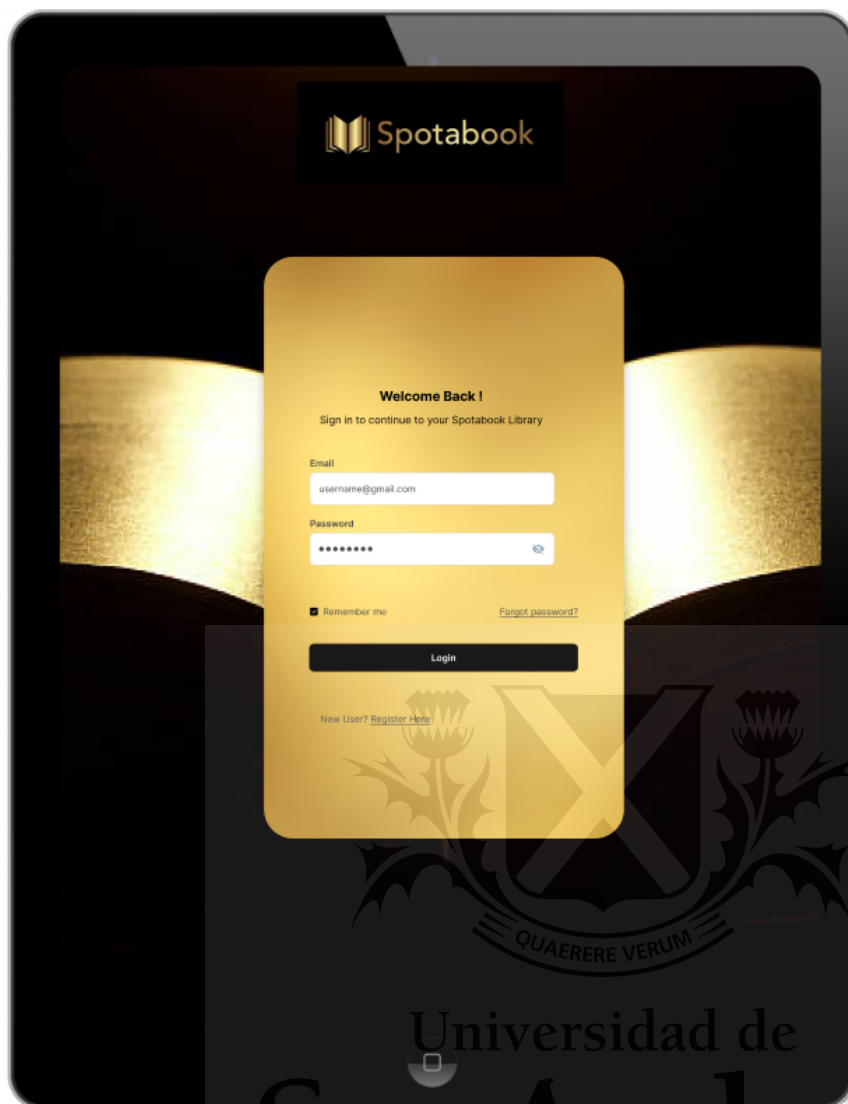 Spotabook
Welcome Back !
Sign in to continue to your Spotabook Library
Email
username@gmail.com
Password
••••••••
Remember me
Forgot password?
Login
New User? Register Here
QUAERERE VERUM
Universidad de